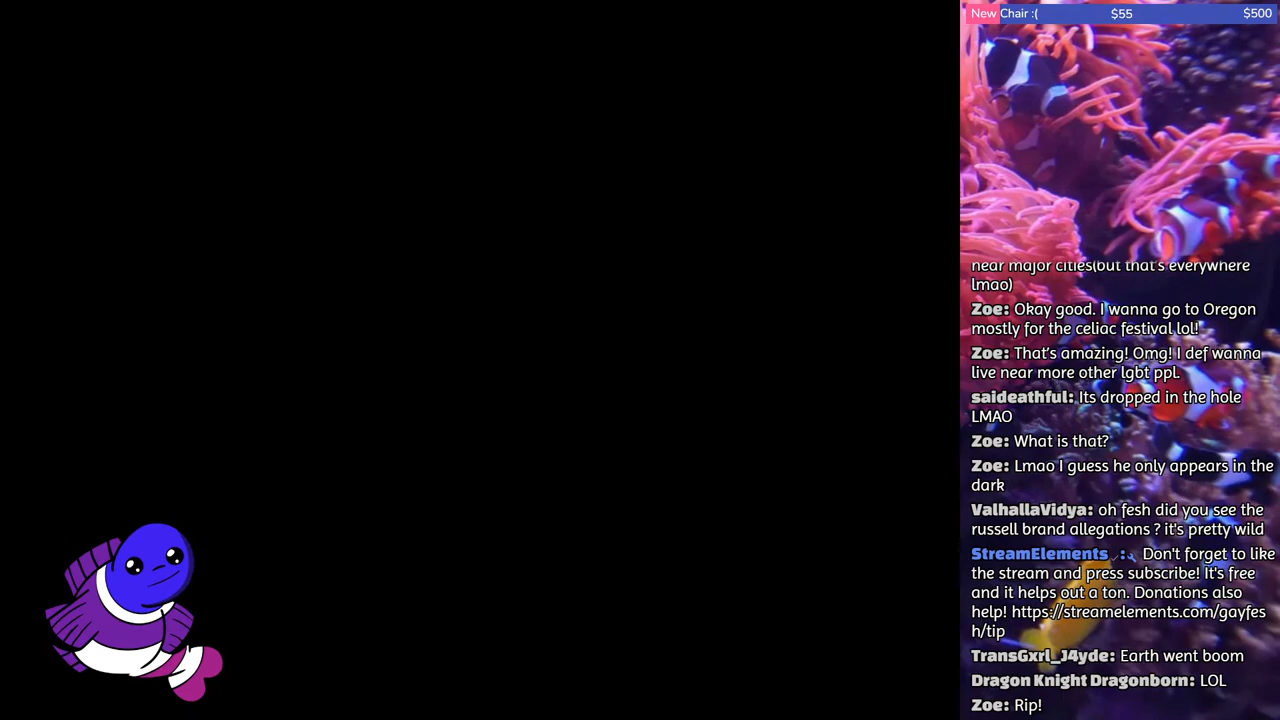 New Chair :( $55 $500
near major cities(but that's everywhere
lmao)
Zoe: Okay good. I wanna go to Oregon
mostly for the celiac festival lol!
Zoe: That's amazing! Omg! I def wanna
live near more other lgbt ppl.
saideathful: Its dropped in the hole
LMAO
Zoe: What is that?
Zoe: Lmao I guess he only appears in the
dark
ValhallaVidya: oh fesh did you see the
russell brand allegations ? it's pretty wild
StreamElements : Don't forget to like
the stream and press subscribe! It's free
and it helps out a ton. Donations also
help! https://streamelements.com/gayfes
h/tip
TransGxrl_J4yde: Earth went boom
Dragon Knight Dragonborn: LOL
Zoe: Rip!